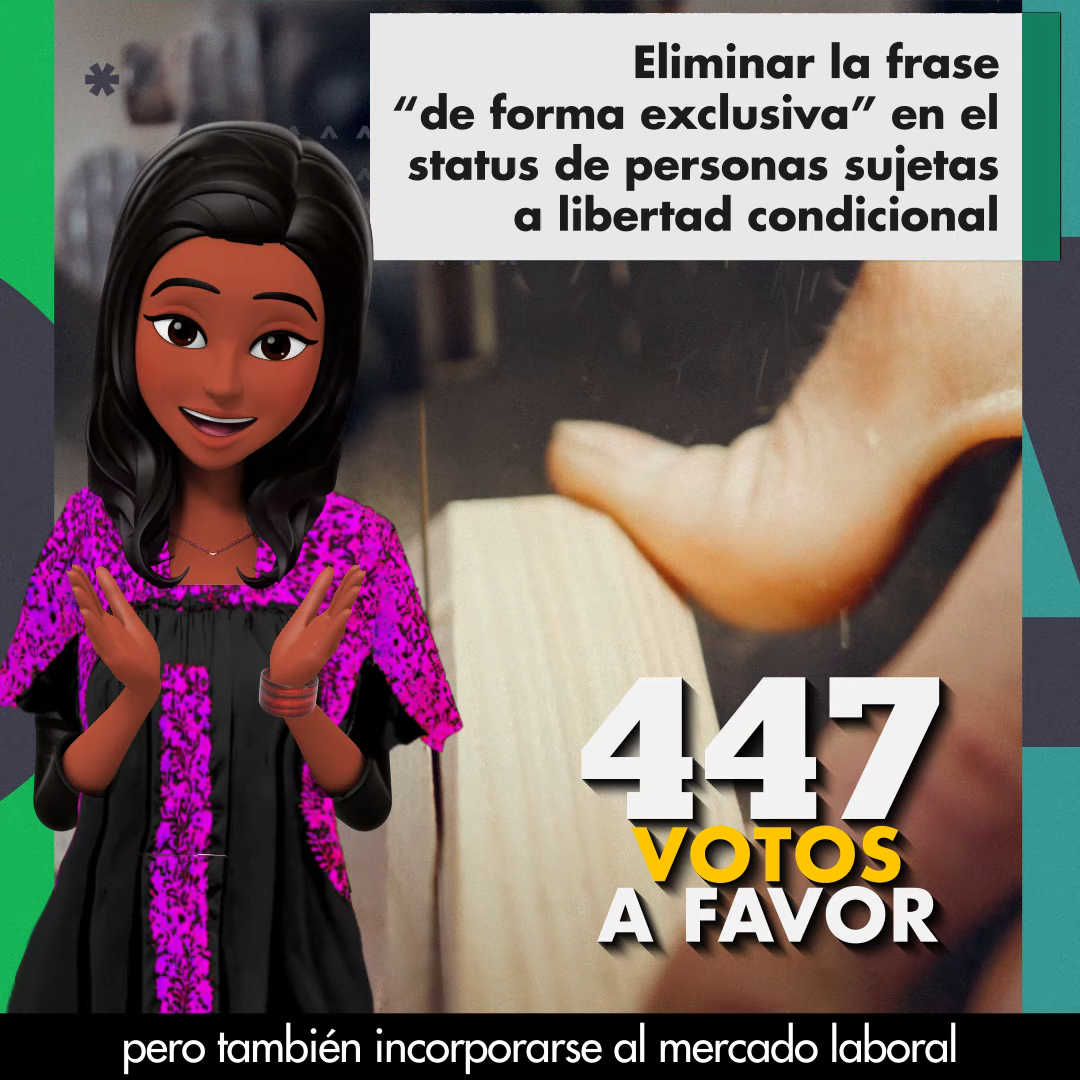 Eliminar la frase
“de forma exclusiva” en el
status de personas sujetas
a libertad condicional
447
VOTOS
A FAVOR
pero también incorporarse al mercado laboral